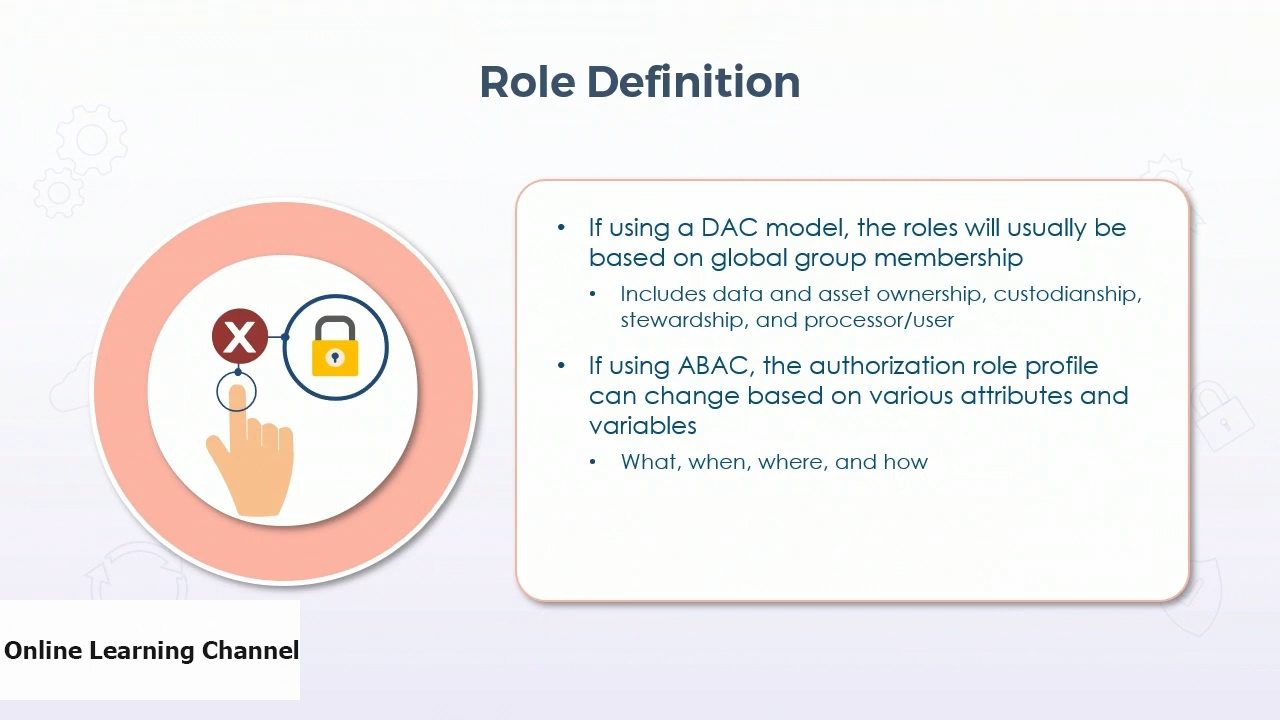 Role Definition
• If using a DAC model, the roles will usually be
based on global group membership
• Includes data and asset ownership, custodianship,
stewardship, and processor/user
• If using ABAC, the authorization role profile
can change based on various attributes and
variables
• What, when, where, and how
X
Online Learning Channel